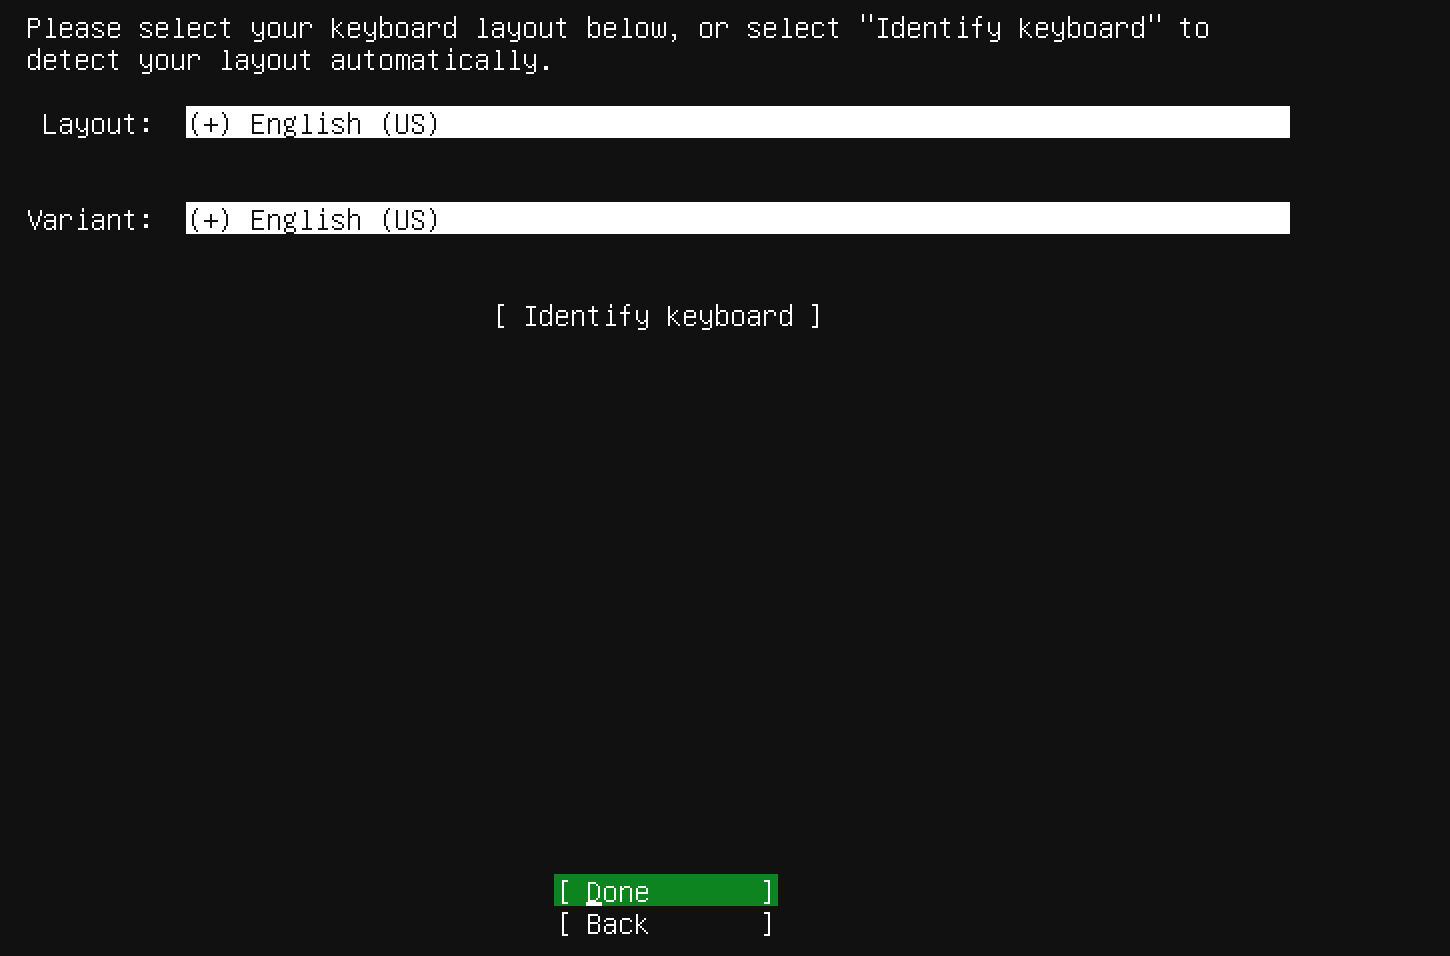 Please select your keyboard layout below, or select "Identify keyboard" to
detect your layout automatically.
Layout: (+) English (US)
Variant: (+) English (US)
[ Identify keyboard ]
[ Done ]
[ Back ]